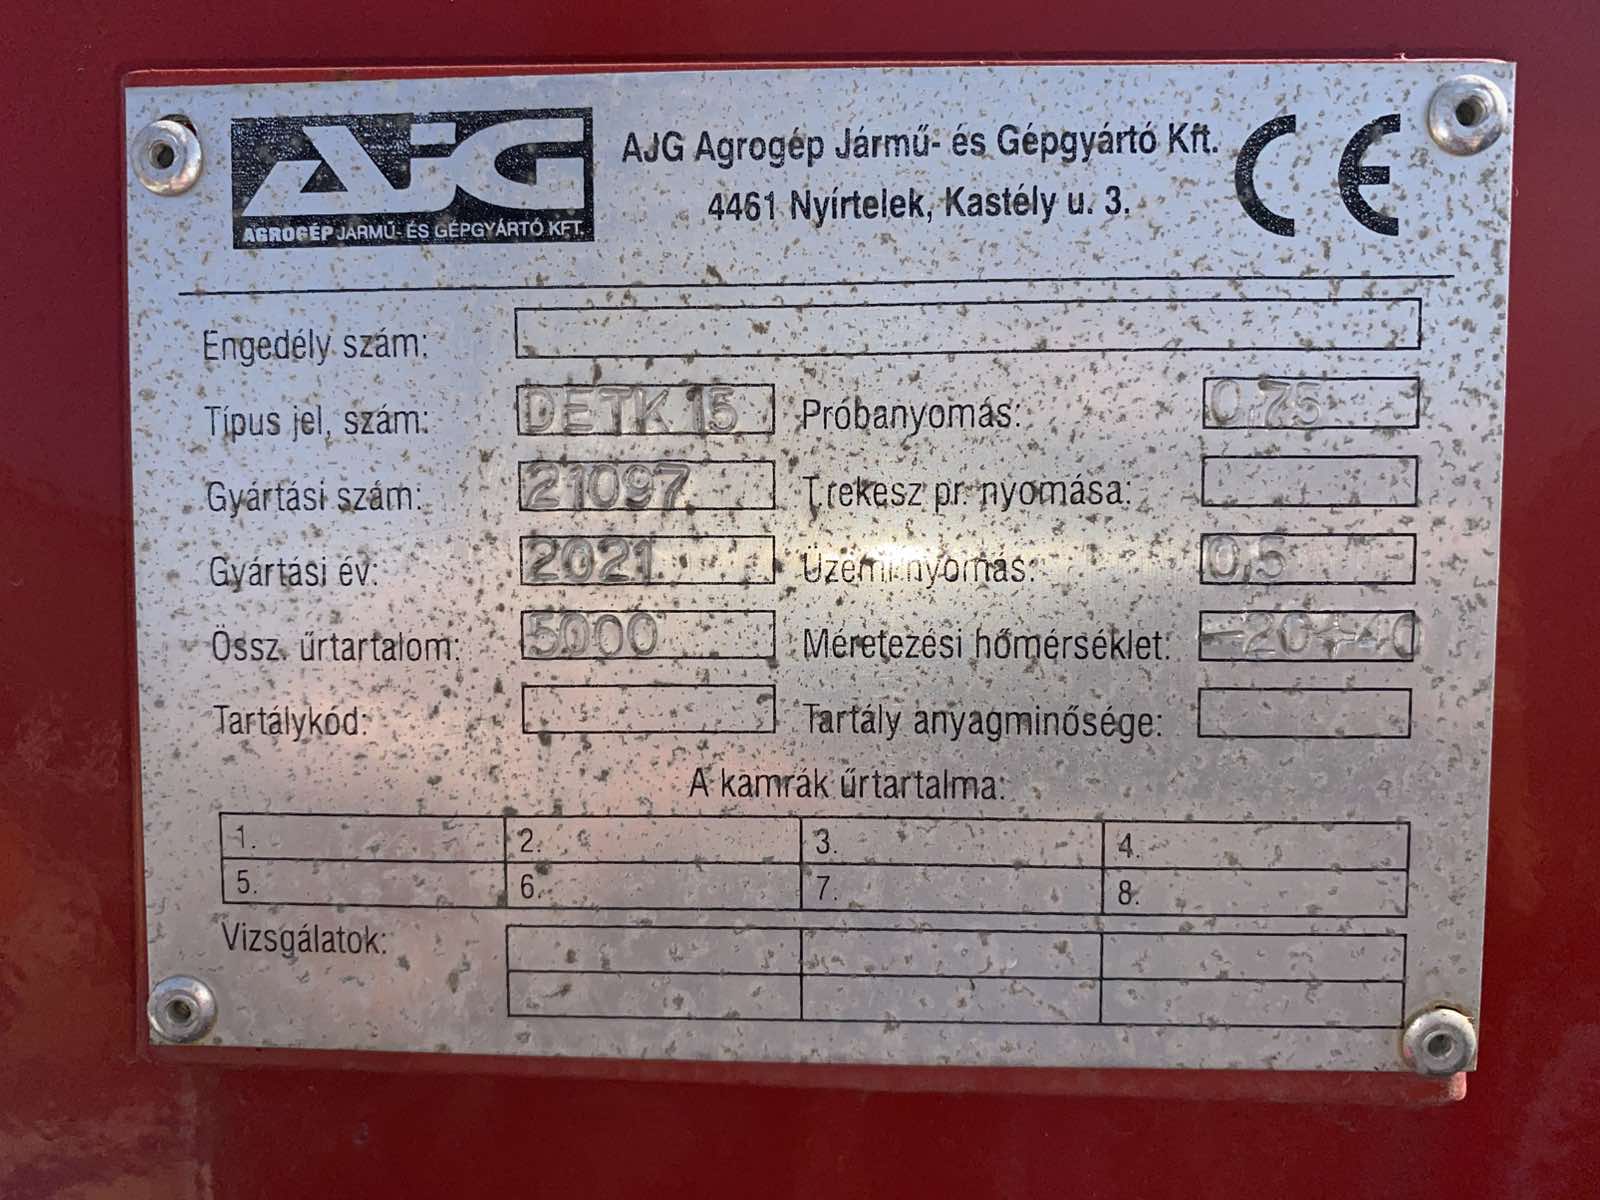 AJG
AGROGÉP JÁRMŰ- ÉS GÉPGYÁRTÓ KFT.
AJG Agrogép Jármű- és Gépgyártó Kft.
4461 Nyírtelek, Kastély u. 3.
CE
Engedély szám:
Típus jel, szám: DETK 15 Próbanyomás: 0,75
Gyártási szám: 21097 T.rekesz pr. nyomása:
Gyártási év: 2021 Üzemi nyomás: 0,5
Össz. űrtartalom: 5000 Méretezési hőmérséklet: -20+40
Tartálykód: Tartály anyagminősége:
A kamrák űrtartalma:
1. 2. 3. 4.
5. 6. 7. 8.
Vizsgálatok: